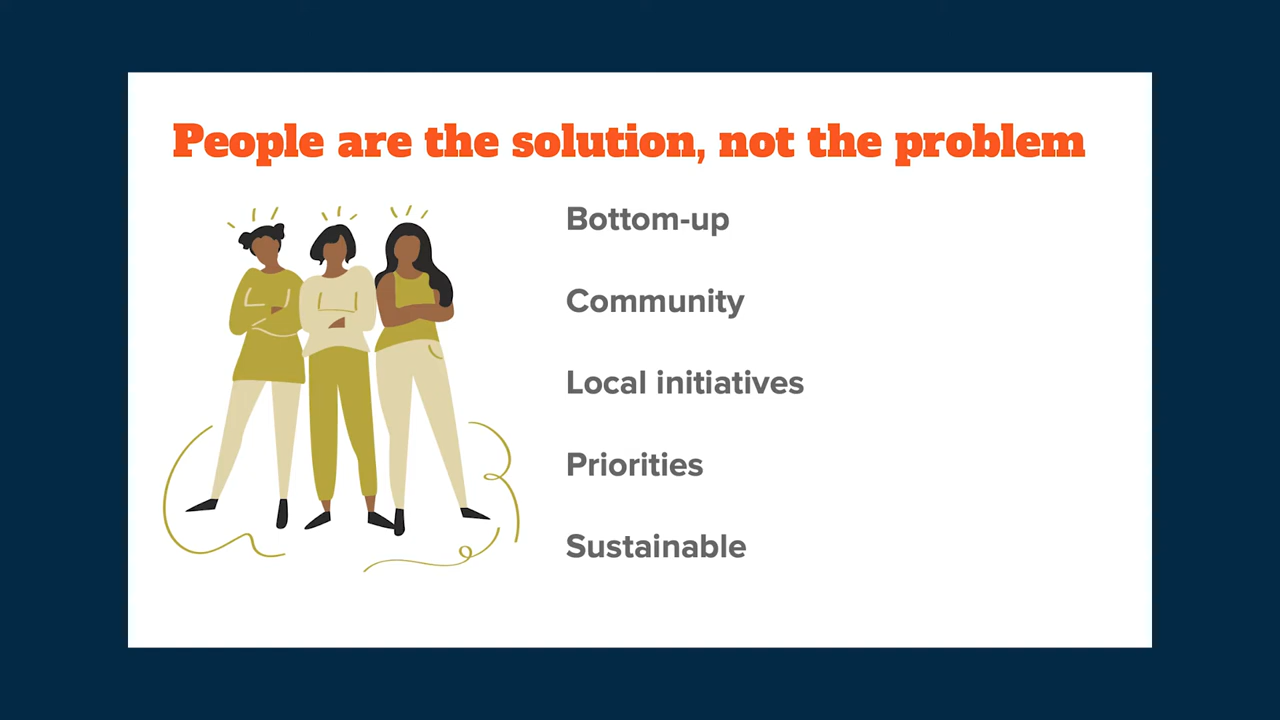 People are the solution, not the problem
Bottom-up
Community
Local initiatives
Priorities
Sustainable